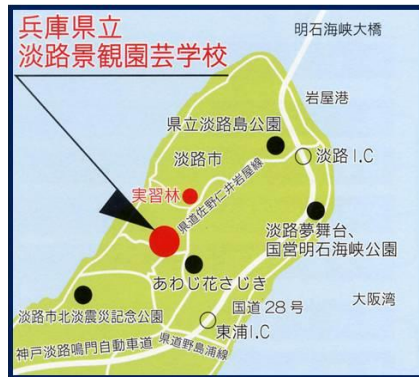 兵庫県立
淡路景観園芸学校
明石海峡大橋
岩屋港
県立淡路島公園
淡路市
淡路I.C
実習林
県道佐野仁井岩屋線
淡路夢舞台、
国営明石海峡公園
あわじ花さじき
大阪湾
淡路市北淡震災記念公園
国道28号
東浦I.C
神戸淡路鳴門自動車道
県道野島浦線